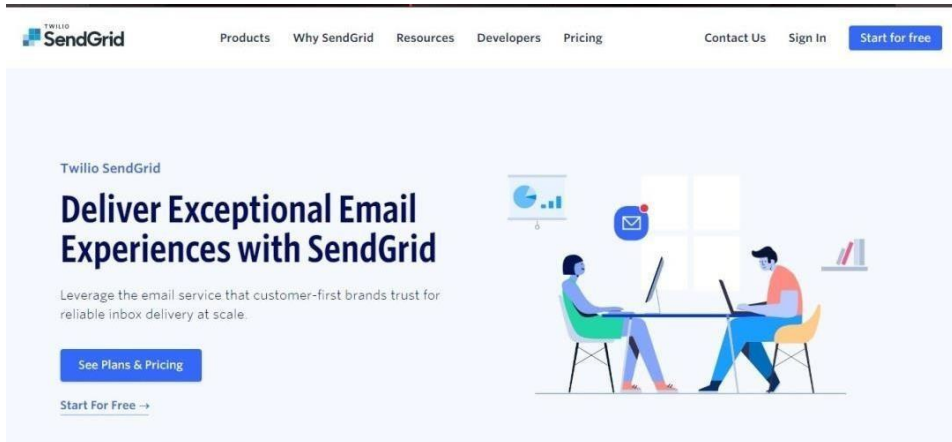 TWILIO
SendGrid
Products Why SendGrid Resources Developers Pricing Contact Us Sign In Start for free
Twilio SendGrid
Deliver Exceptional Email
Experiences with SendGrid
Leverage the email service that customer-first brands trust for
reliable inbox delivery at scale.
See Plans & Pricing
Start For Free →